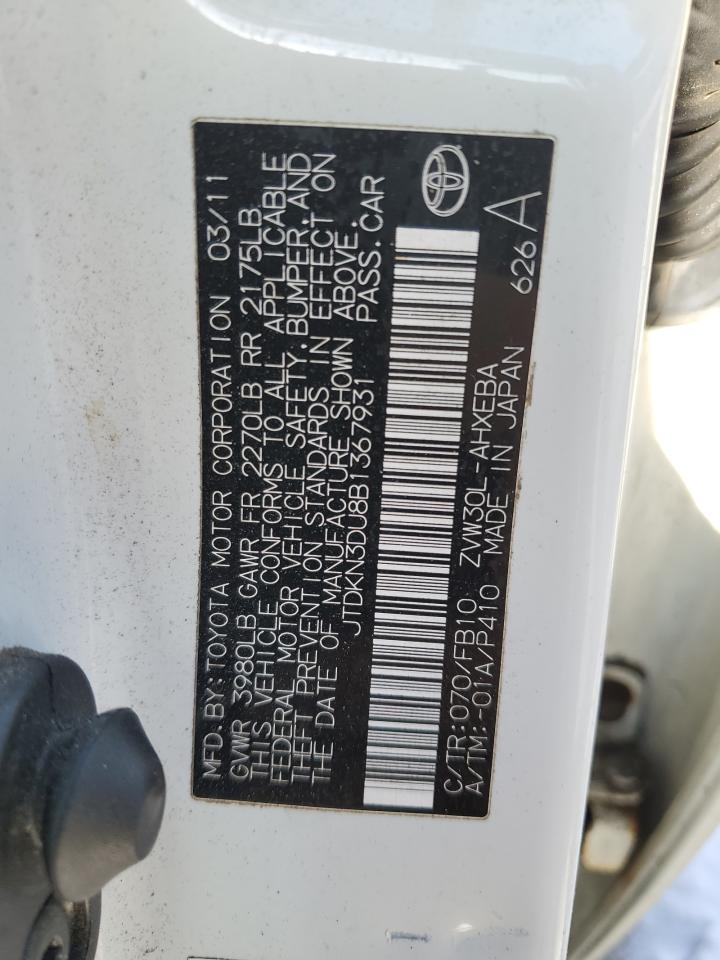 MFD.BY:TOYOTA MOTOR CORPORATION 03/11
GVWR 3980LB GAWR FR 2270LB RR 2175LB
THIS VEHICLE CONFORMS TO ALL APPLICABLE
FEDERAL MOTOR VEHICLE SAFETY,BUMPER,AND
THEFT PREVENTION STANDARDS IN EFFECT ON
THE DATE OF MANUFACTURE SHOWN ABOVE.
JTDKN3DU8B1367931 PASS.CAR
C/TR:070/FB10 ZVW30L-AHXEBA
A/TM:-01A/P410 MADE IN JAPAN
626 A